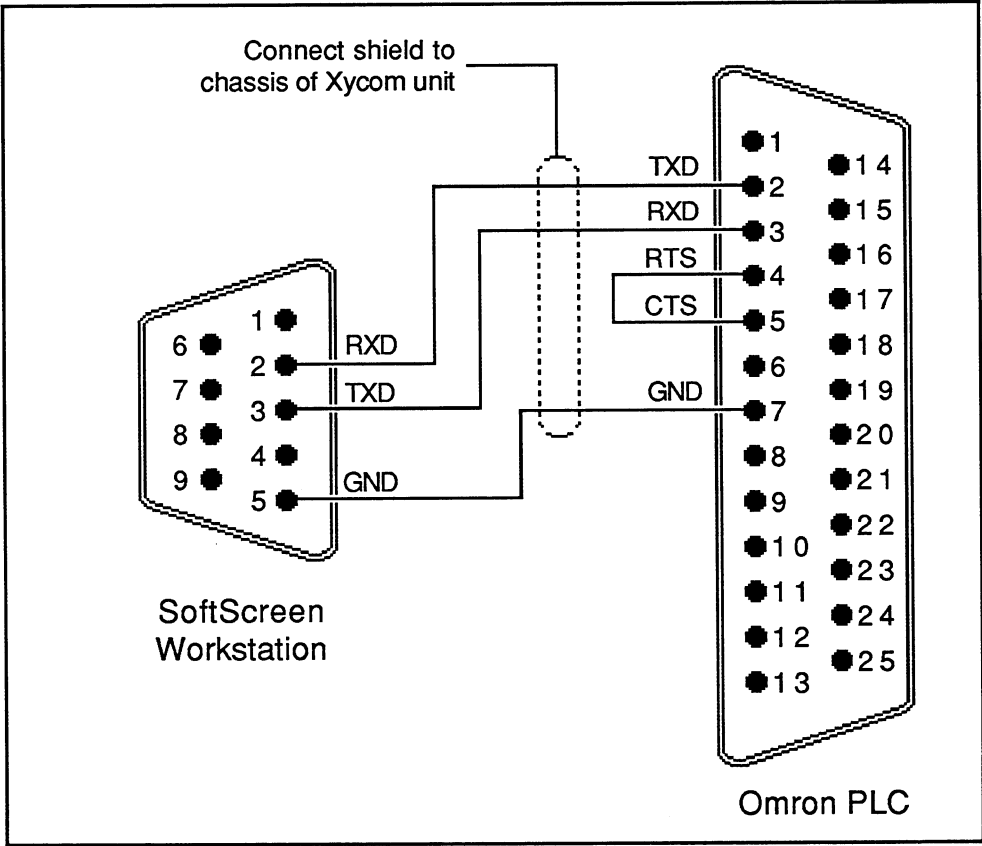 Connect shield to
chassis of Xycom unit
TXD
RXD
RTS
CTS
GND
1
2
3
4
5
6
7
8
9
10
11
12
13
14
15
16
17
18
19
20
21
22
23
24
25
6
7
8
9
1
2
3
4
5
RXD
TXD
GND
SoftScreen
Workstation
Omron PLC